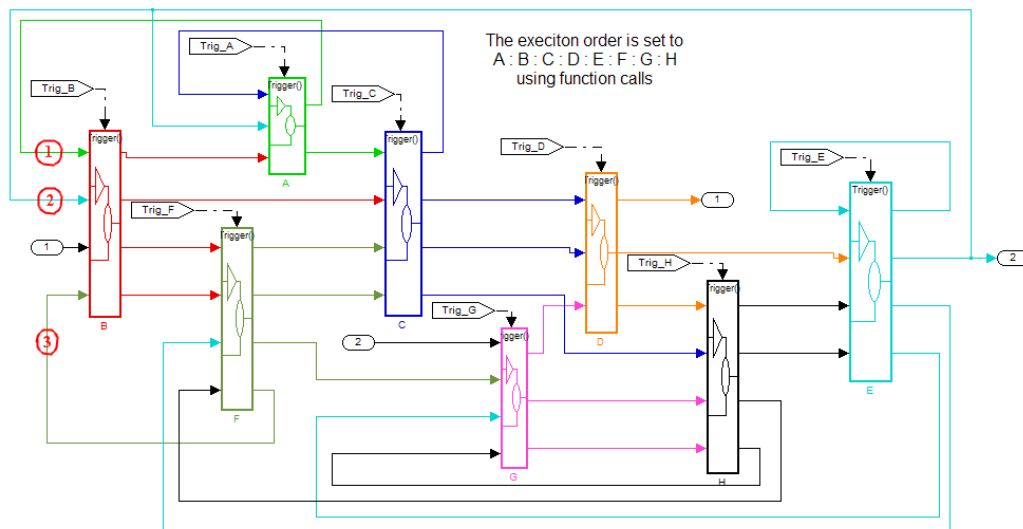 The execiton order is set to
A : B : C : D : E : F : G : H
using function calls
Trig_A
Trig_B
Trig_C
Trig_D
Trig_E
Trig_F
Trig_G
Trig_H
Trigger()
A
Trigger()
B
Trigger()
C
Trigger()
D
Trigger()
E
Trigger()
F
rigger()
G
Trigger()
H
1
2
3
1
2
1
2